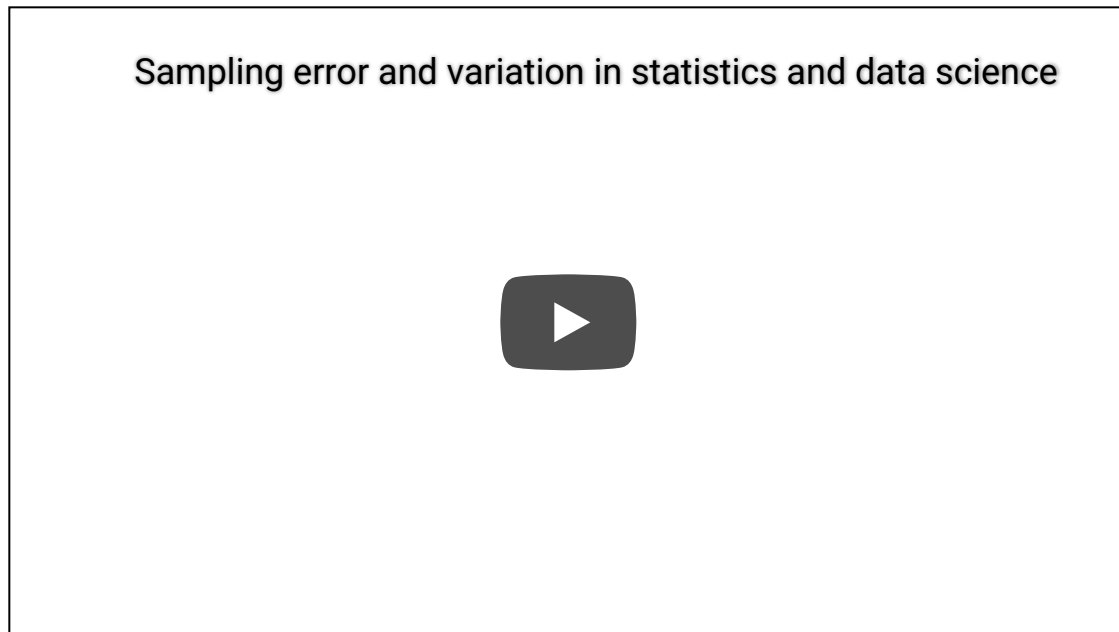 Sampling error and variation in statistics and data science